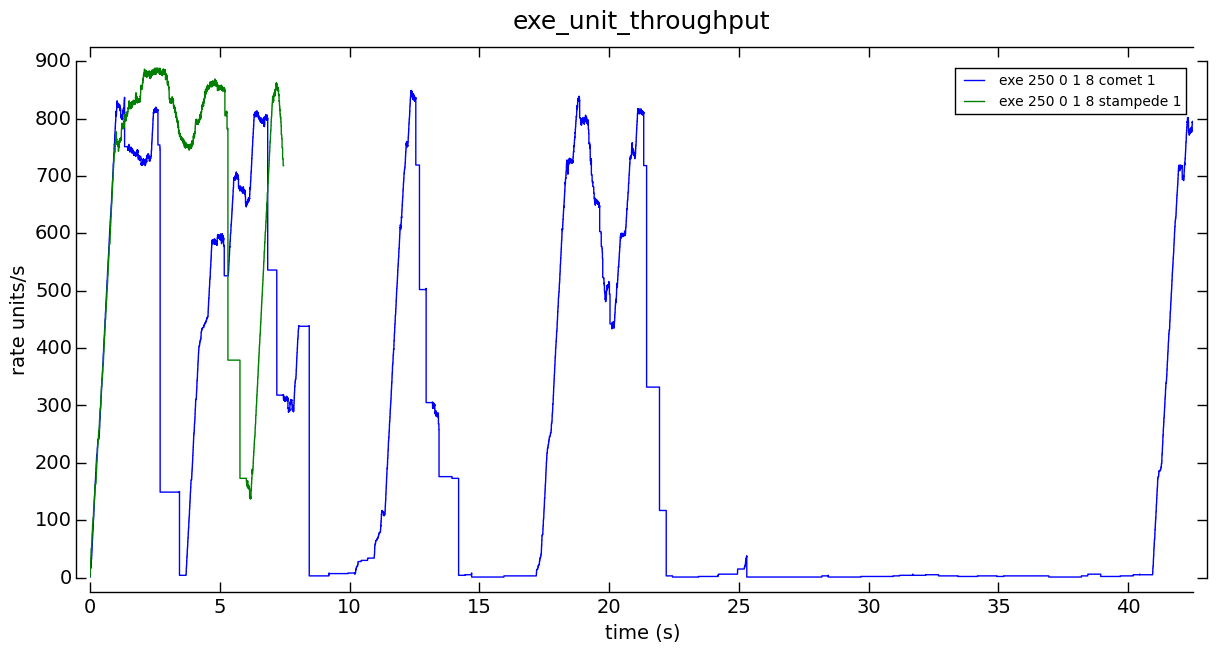 exe_unit_throughput
900
800
700
600
500
400
300
200
100
0
rate units/s
exe 250 0 1 8 comet 1
exe 250 0 1 8 stampede 1
0 5 10 15 20 25 30 35 40
time (s)